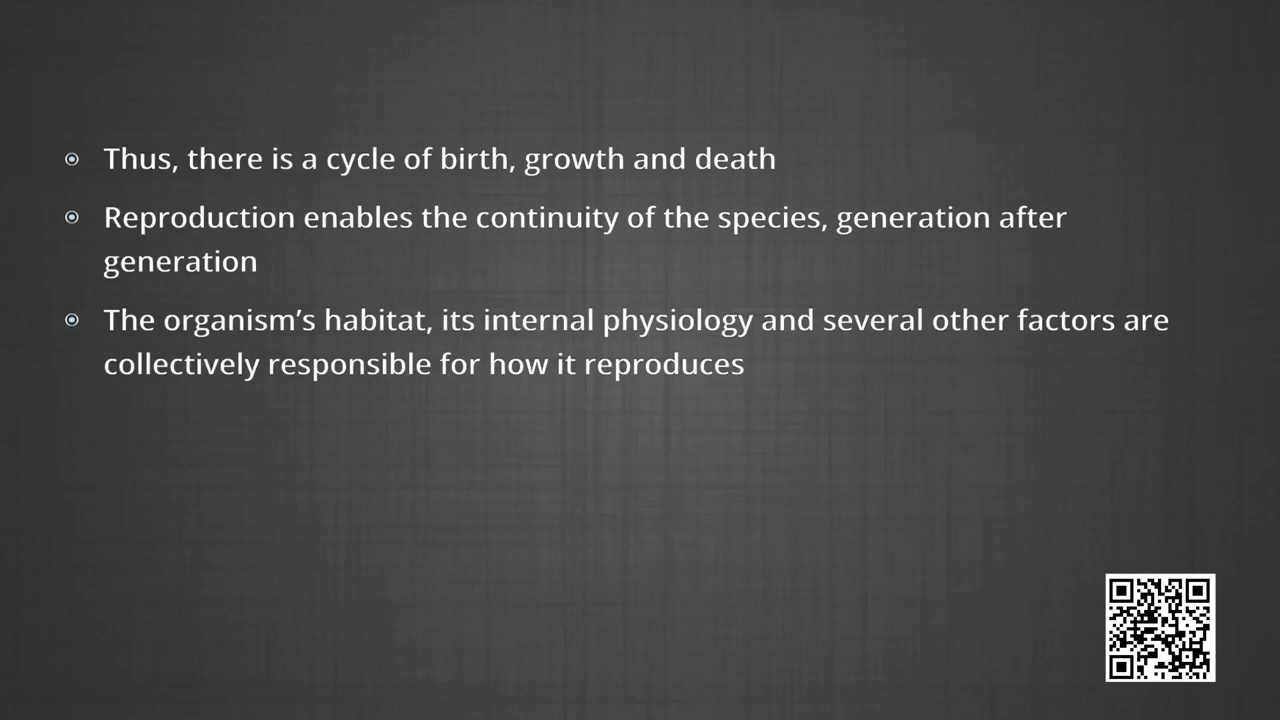 Thus, there is a cycle of birth, growth and death
Reproduction enables the continuity of the species, generation after
generation
The organism’s habitat, its internal physiology and several other factors are
collectively responsible for how it reproduces